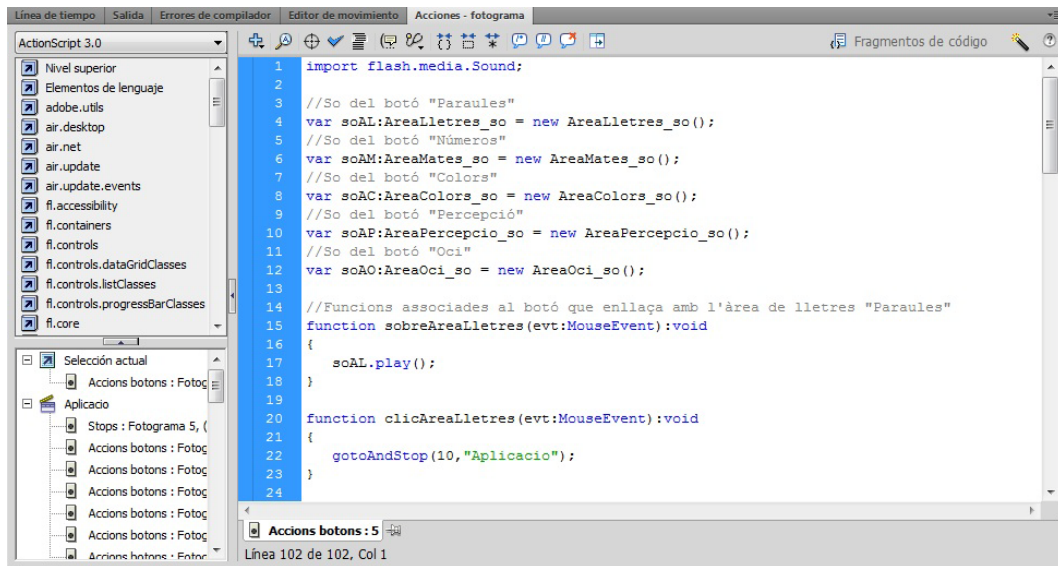 Línea de tiempo Salida Errores de compilador Editor de movimiento Acciones - fotograma
ActionScript 3.0
Fragmentos de código
Nivel superior
Elementos de lenguaje
adobe.utils
air.desktop
air.net
air.update
air.update.events
fl.accessibility
fl.containers
fl.controls
fl.controls.dataGridClasses
fl.controls.listClasses
fl.controls.progressBarClasses
fl.core
Selección actual
Accions botons : Fotog
Aplicacio
Stops : Fotograma 5, (
Accions botons : Fotog
Accions botons : Fotog
Accions botons : Fotog
Accions botons : Fotog
Accions botons : Fotog
Accions botons : Fotog
1 import flash.media.Sound;
2
3 //So del botó "Paraules"
4 var soAL:AreaLletres_so = new AreaLletres_so();
5 //So del botó "Números"
6 var soAM:AreaMates_so = new AreaMates_so();
7 //So del botó "Colors"
8 var soAC:AreaColors_so = new AreaColors_so();
9 //So del botó "Percepció"
10 var soAP:AreaPercepcio_so = new AreaPercepcio_so();
11 //So del botó "Oci"
12 var soAO:AreaOci_so = new AreaOci_so();
13
14 //Funcions associades al botó que enllaça amb l'àrea de lletres "Paraules"
15 function sobreAreaLletres(evt:MouseEvent):void
16 {
17 soAL.play();
18 }
19
20 function clicAreaLletres(evt:MouseEvent):void
21 {
22 gotoAndStop(10,"Aplicacio");
23 }
24
Accions botons : 5
Línea 102 de 102, Col 1